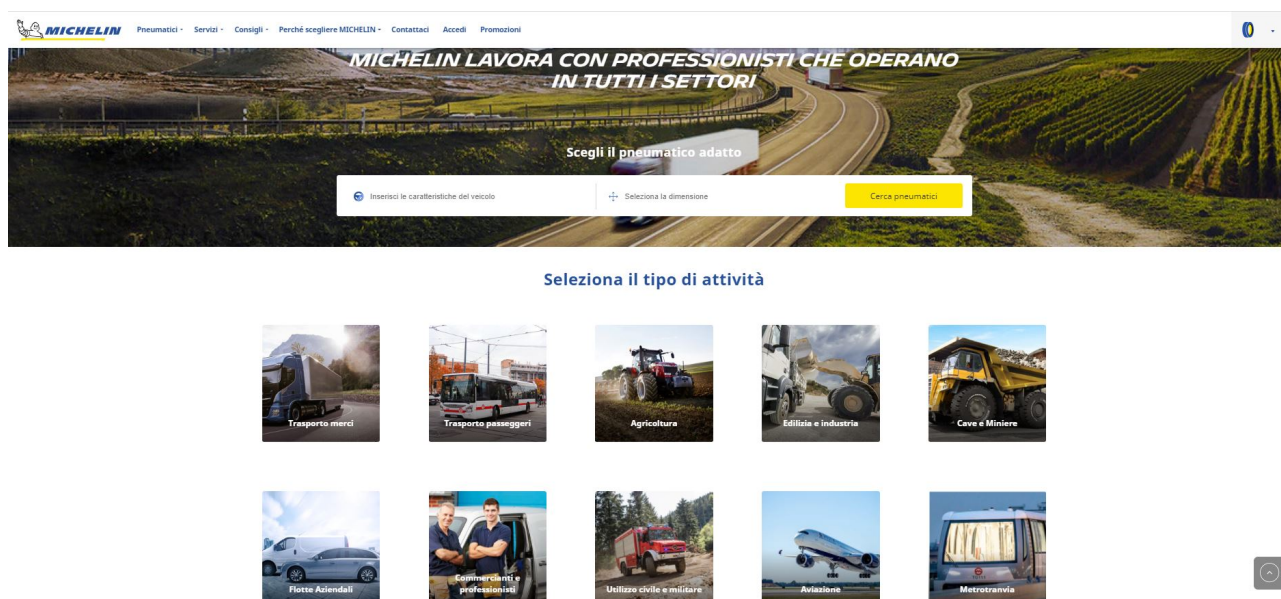 MICHELIN
Pneumatici Servizi Consigli Perché scegliere MICHELIN Contattaci Accedi Promozioni
MICHELIN LAVORA CON PROFESSIONISTI CHE OPERANO
IN TUTTI I SETTORI
Scegli il pneumatico adatto
Inserisci le caratteristiche del veicolo Seleziona la dimensione Cerca pneumatici
Seleziona il tipo di attività
Trasporto merci Trasporto passeggeri Agricoltura Edilizia e industria Cave e Miniere
Flotte Aziendali
Commercianti e
professionisti
Utilizzo civile e militare
Aviazione
Metrotranvia